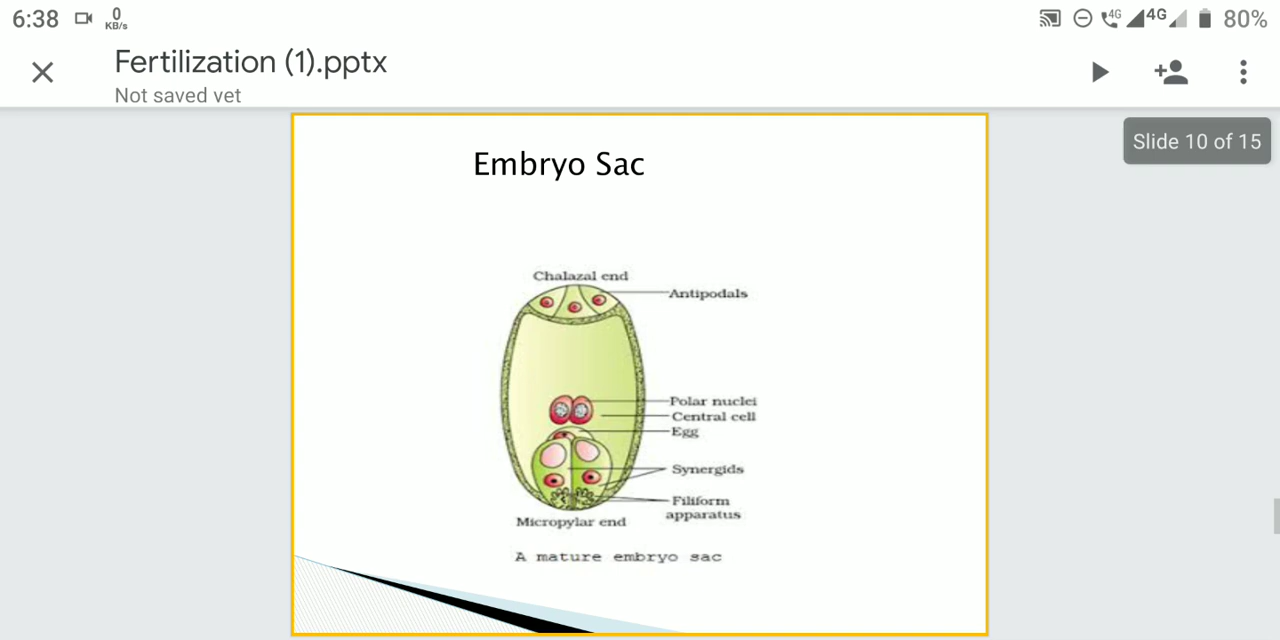 6:38 0 KB/s 4G 4G 80%
Fertilization (1).pptx
Not saved vet
Slide 10 of 15
Embryo Sac
Chalazal end
Antipodals
Polar nuclei
Central cell
Egg
Synergids
Filiform
apparatus
Micropylar end
A mature embryo sac